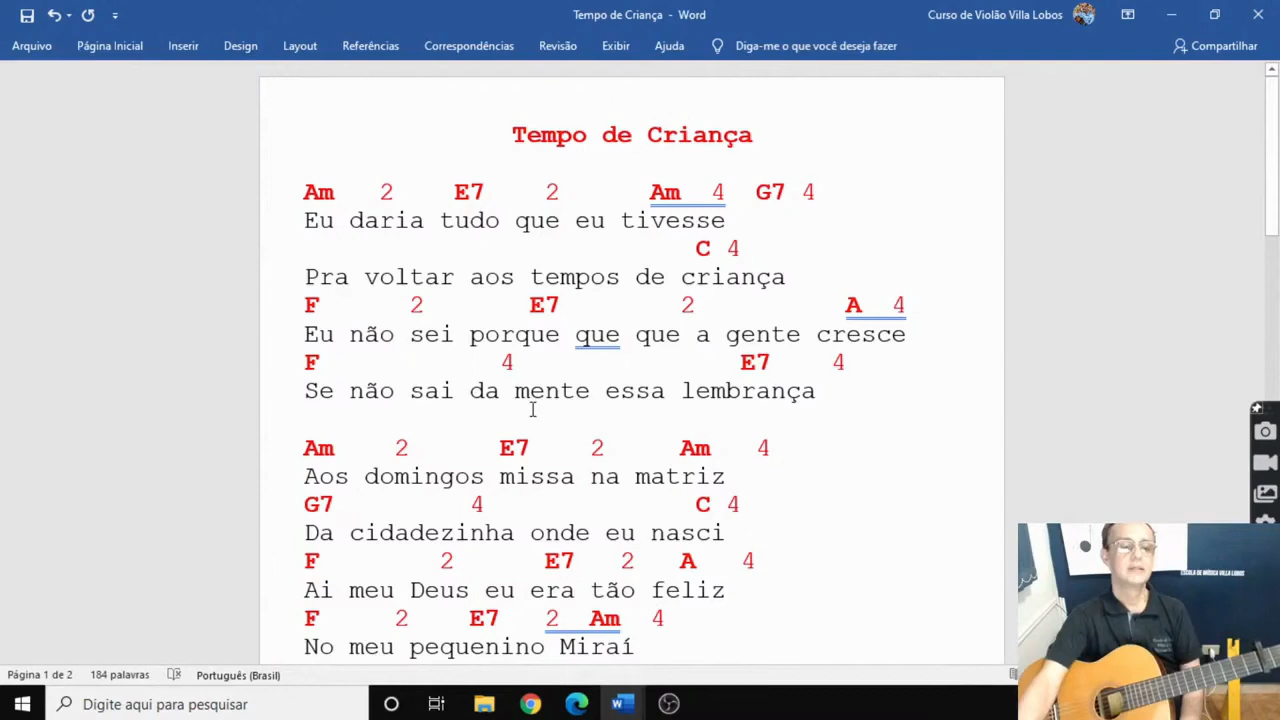 Tempo de Criança - Word
Curso de Violão Villa Lobos
Arquivo Página Inicial Inserir Design Layout Referências Correspondências Revisão Exibir Ajuda Diga-me o que você deseja fazer Compartilhar
Tempo de Criança
Am 2 E7 2 Am 4 G7 4
Eu daria tudo que eu tivesse
C 4
Pra voltar aos tempos de criança
F 2 E7 2 A 4
Eu não sei porque que que a gente cresce
F 4 E7 4
Se não sai da mente essa lembrança
Am 2 E7 2 Am 4
Aos domingos missa na matriz
G7 4 C 4
Da cidadezinha onde eu nasci
F 2 E7 2 A 4
Ai meu Deus eu era tão feliz
F 2 E7 2 Am 4
No meu pequenino Miraí
ESCOLA DE MÚSICA VILLA LOBOS
Página 1 de 2 184 palavras Português (Brasil)
Digite aqui para pesquisar